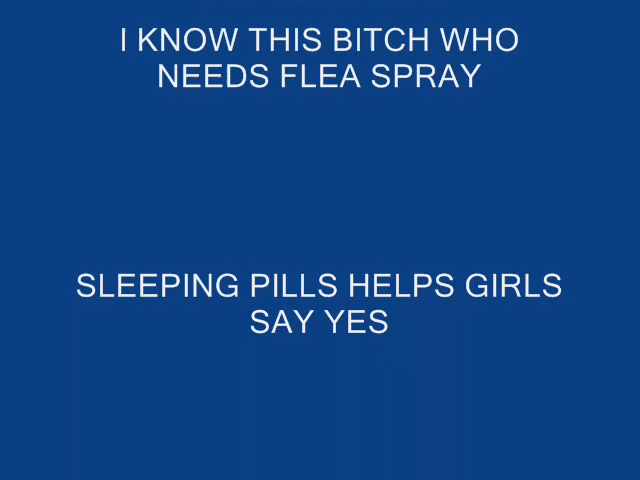 I KNOW THIS BITCH WHO
NEEDS FLEA SPRAY
SLEEPING PILLS HELPS GIRLS
SAY YES